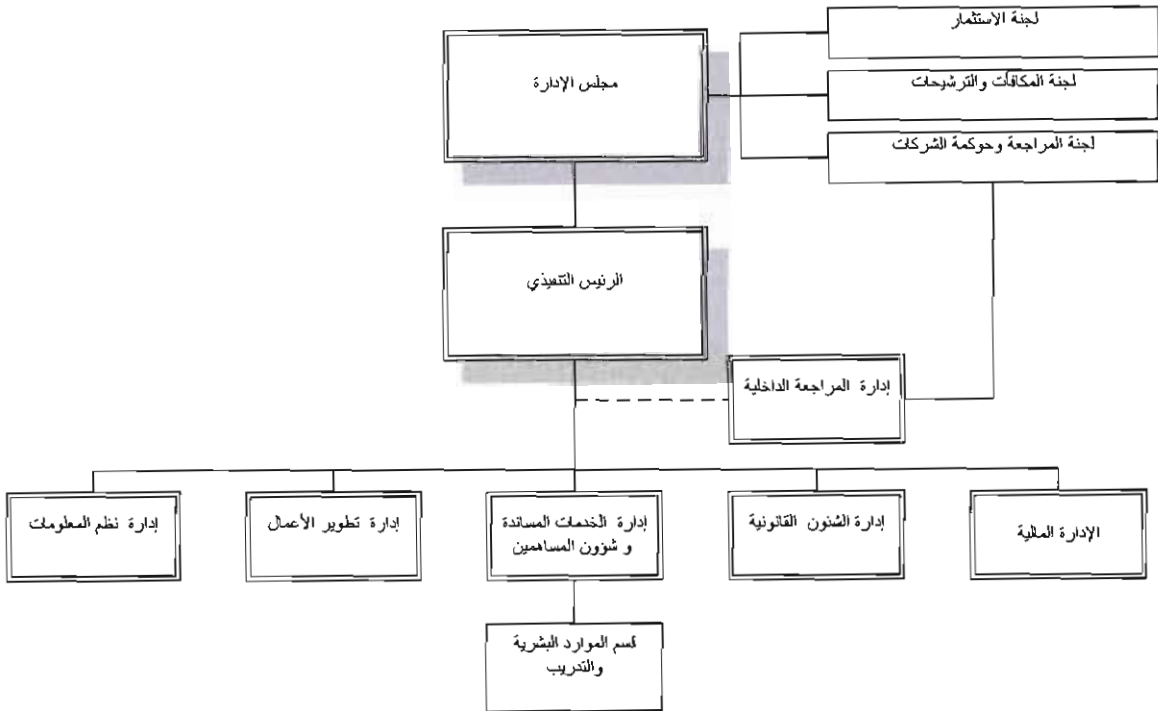 لجنة الاستثمار
مجلس الإدارة
لجنة المكافآت والترشيحات
لجنة المراجعة وحوكمة الشركات
الرئيس التنفيذي
إدارة المراجعة الداخلية
الإدارة المالية
إدارة الشئون القانونية
إدارة الخدمات المساندة
و شؤون المساهمين
إدارة تطوير الأعمال
إدارة نظم المعلومات
قسم الموارد البشرية
والتدريب